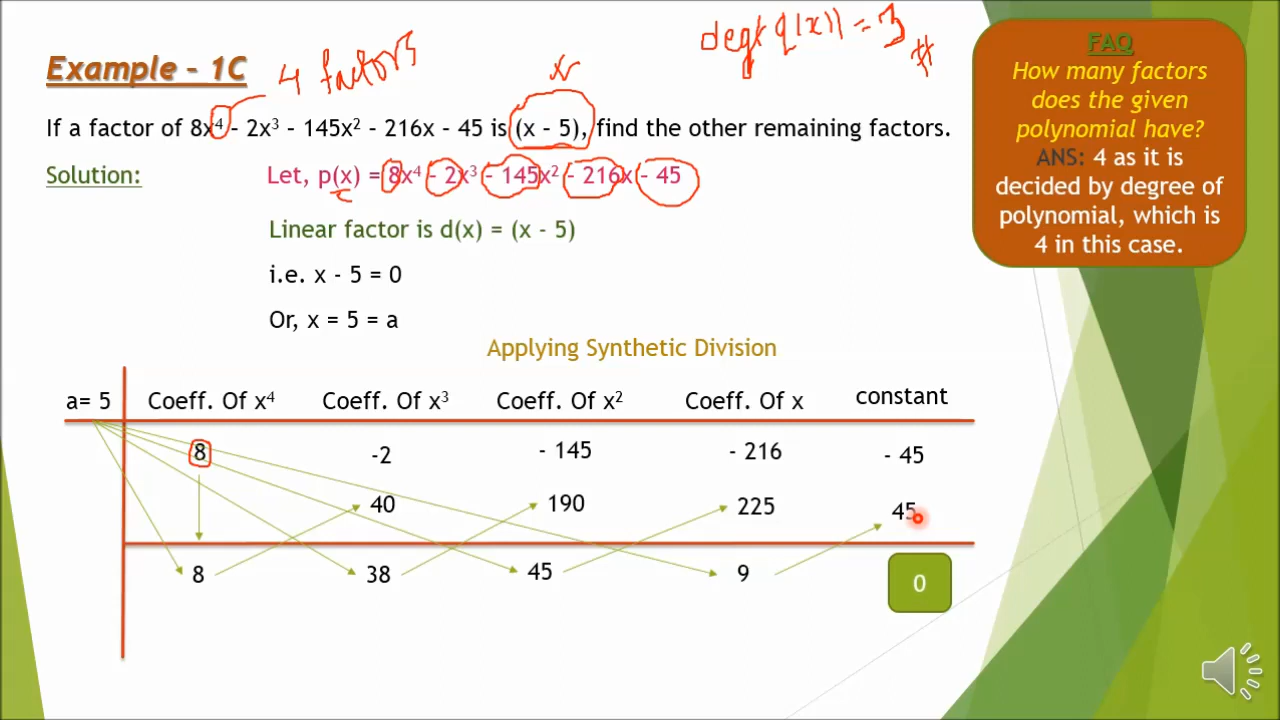 4 factors
deg q(x) = 3
Example - 1C
If a factor of 8x⁴ - 2x³ - 145x² - 216x - 45 is (x - 5), find the other remaining factors.
Solution:
Let, p(x) = 8x⁴ - 2x³ - 145x² - 216x - 45
Linear factor is d(x) = (x - 5)
i.e. x - 5 = 0
Or, x = 5 = a
FAQ
How many factors
does the given
polynomial have?
ANS: 4 as it is
decided by degree of
polynomial, which is
4 in this case.
Applying Synthetic Division
a= 5 Coeff. Of x⁴ Coeff. Of x³ Coeff. Of x² Coeff. Of x constant
8 -2 - 145 - 216 - 45
40 190 225 45
8 38 45 9 0